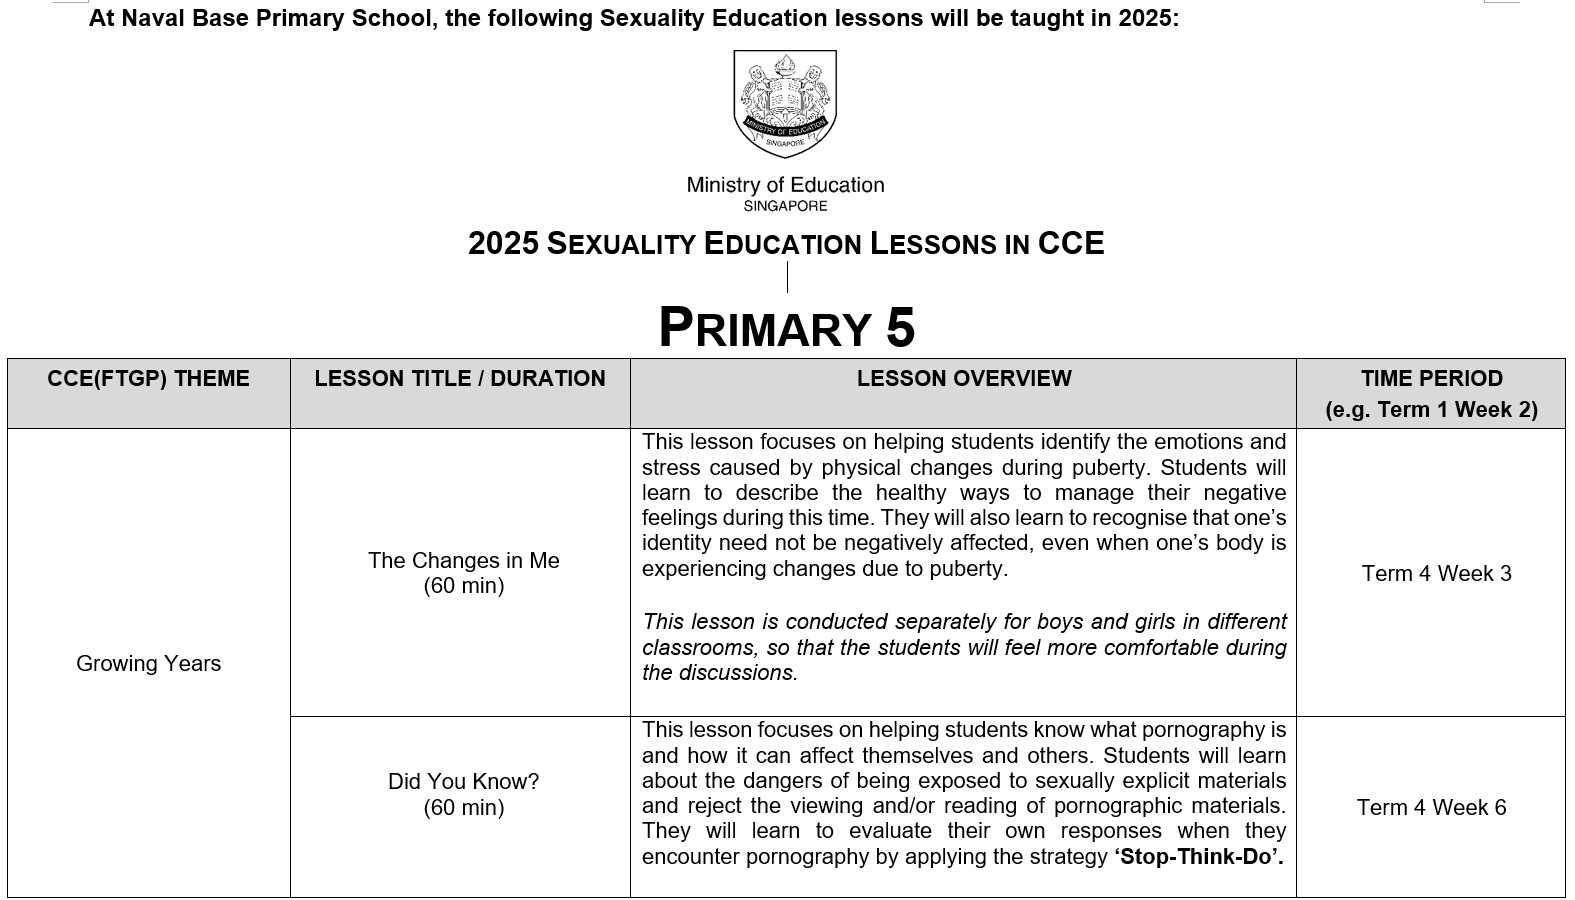 At Naval Base Primary School, the following Sexuality Education lessons will be taught in 2025:
MINISTRY OF EDUCATION
SINGAPORE
Ministry of Education
SINGAPORE
2025 SEXUALITY EDUCATION LESSONS IN CCE
PRIMARY 5
CCE(FTGP) THEME
LESSON TITLE / DURATION
LESSON OVERVIEW
TIME PERIOD
(e.g. Term 1 Week 2)
Growing Years
The Changes in Me
(60 min)
This lesson focuses on helping students identify the emotions and
stress caused by physical changes during puberty. Students will
learn to describe the healthy ways to manage their negative
feelings during this time. They will also learn to recognise that one’s
identity need not be negatively affected, even when one’s body is
experiencing changes due to puberty.
This lesson is conducted separately for boys and girls in different
classrooms, so that the students will feel more comfortable during
the discussions.
Term 4 Week 3
Did You Know?
(60 min)
This lesson focuses on helping students know what pornography is
and how it can affect themselves and others. Students will learn
about the dangers of being exposed to sexually explicit materials
and reject the viewing and/or reading of pornographic materials.
They will learn to evaluate their own responses when they
encounter pornography by applying the strategy ‘Stop-Think-Do’.
Term 4 Week 6